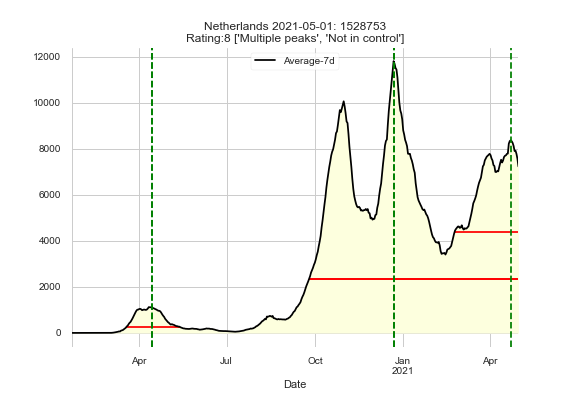 Netherlands 2021-05-01: 1528753
Rating:8 ['Multiple peaks', 'Not in control']
Average-7d
12000
10000
8000
6000
4000
2000
0
Apr
Jul
Oct
Jan
2021
Apr
Date